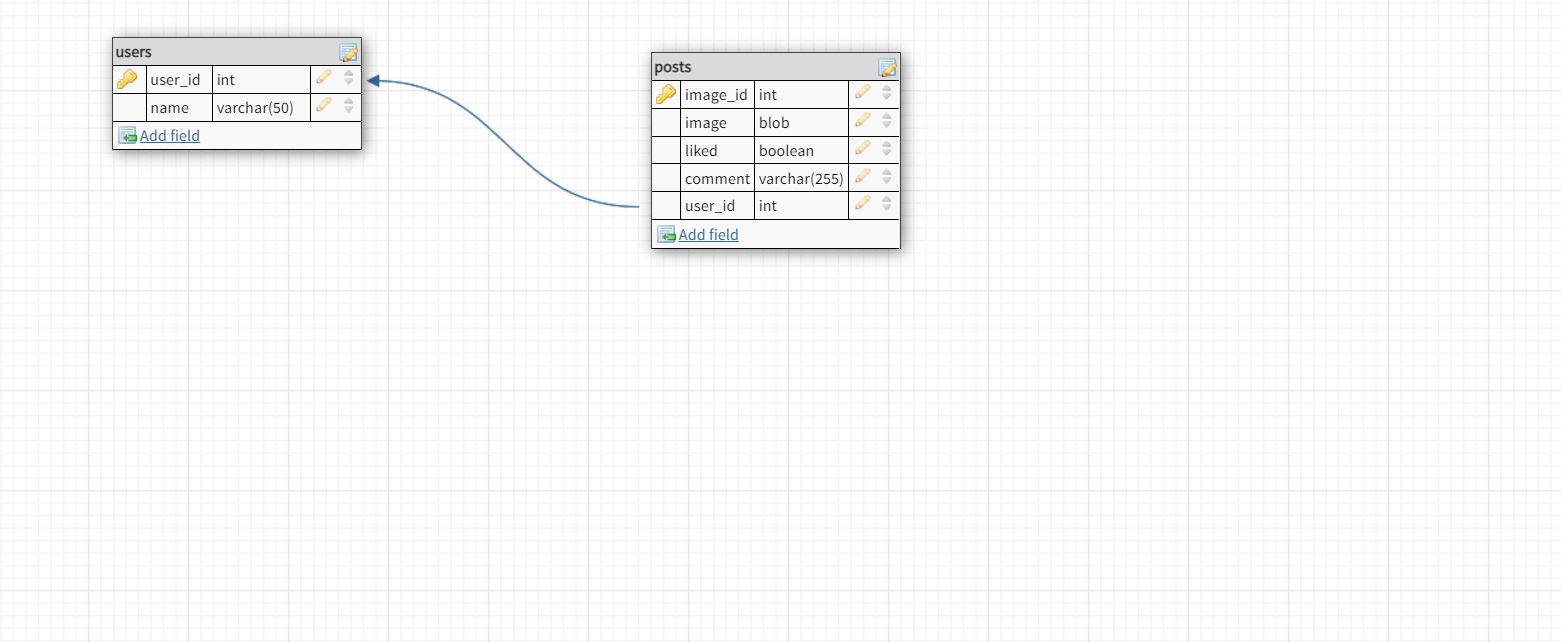 users
user_id int
name varchar(50)
Add field
posts
image_id int
image blob
liked boolean
comment varchar(255)
user_id int
Add field